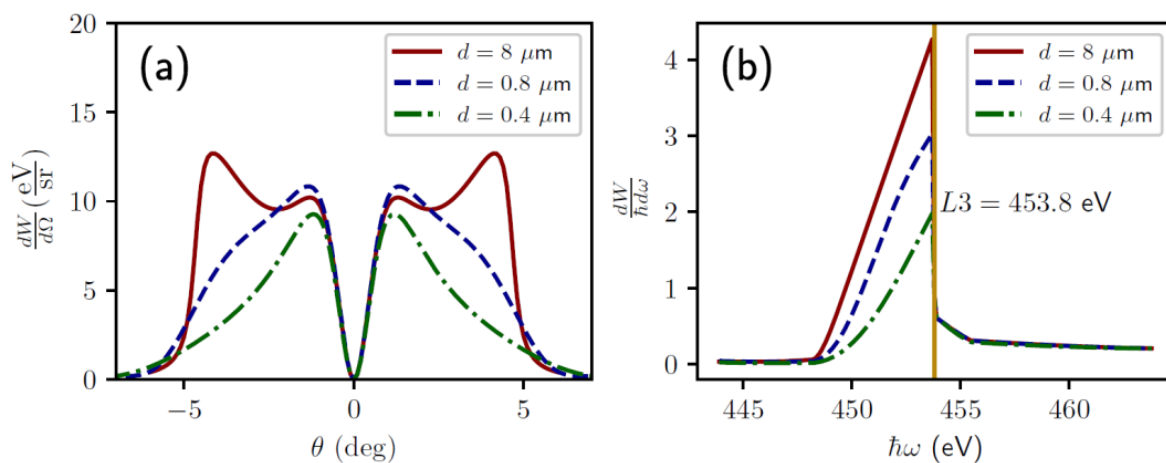 (a)
d = 8 μm
d = 0.8 μm
d = 0.4 μm
dW/dΩ (eV/sr)
20
15
10
5
0
−5
0
5
θ (deg)
(b)
d = 8 μm
d = 0.8 μm
d = 0.4 μm
L3 = 453.8 eV
dW/ħdω
4
3
2
1
0
445
450
455
460
ħω (eV)